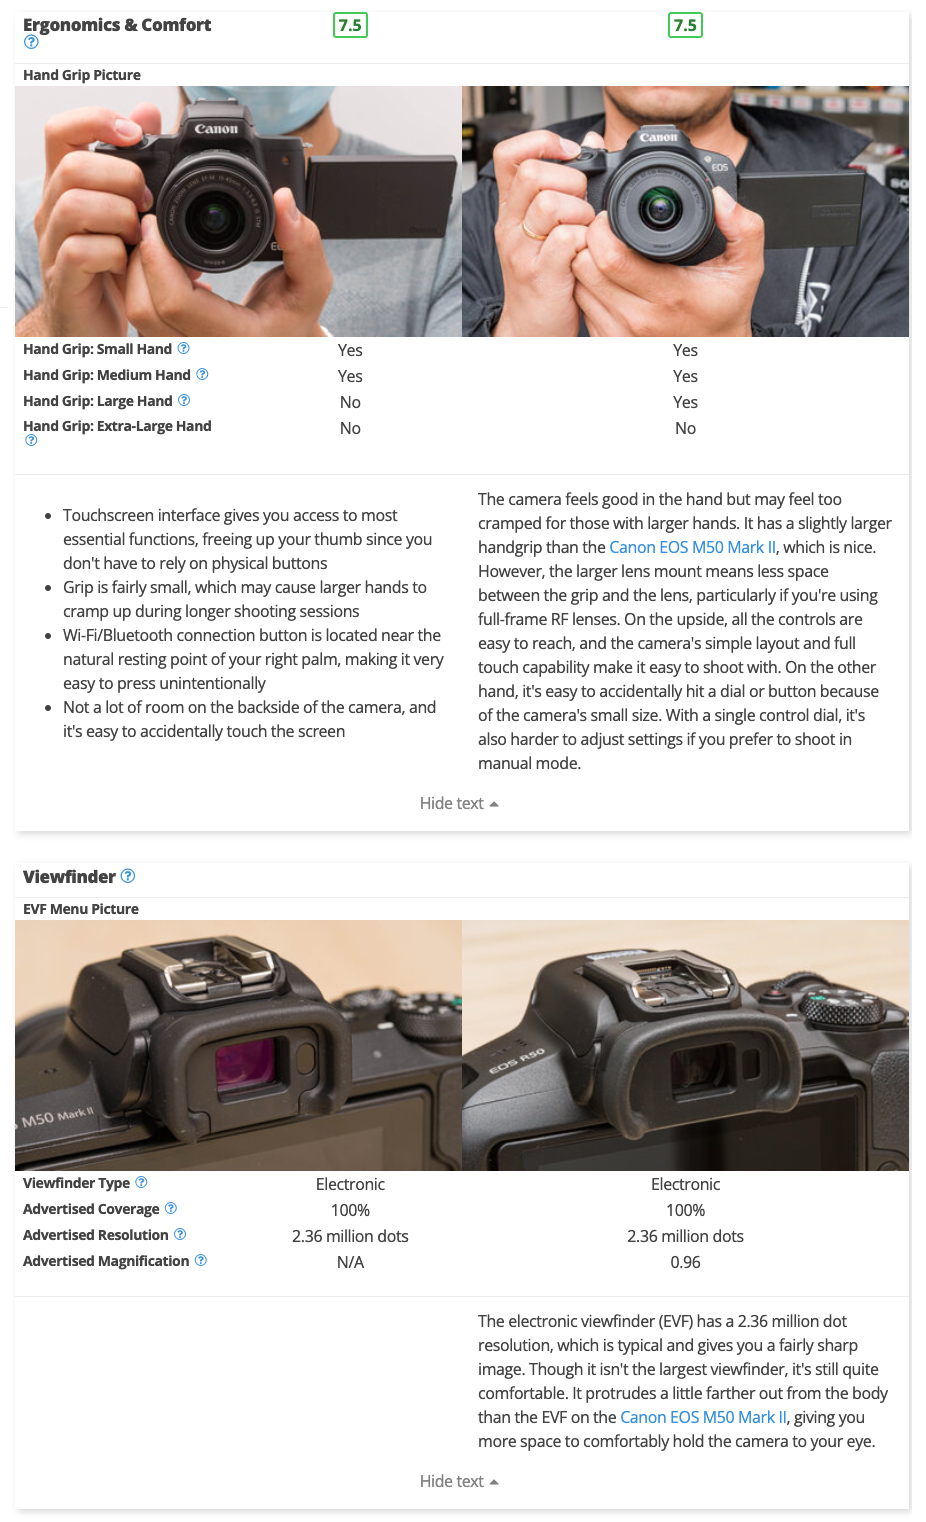 Ergonomics & Comfort 7.5 7.5
Hand Grip Picture
Canon
Canon
EOS
Hand Grip: Small Hand Yes Yes
Hand Grip: Medium Hand Yes Yes
Hand Grip: Large Hand No Yes
Hand Grip: Extra-Large Hand No No
• Touchscreen interface gives you access to most
essential functions, freeing up your thumb since you
don't have to rely on physical buttons
• Grip is fairly small, which may cause larger hands to
cramp up during longer shooting sessions
• Wi-Fi/Bluetooth connection button is located near the
natural resting point of your right palm, making it very
easy to press unintentionally
• Not a lot of room on the backside of the camera, and
it's easy to accidentally touch the screen
The camera feels good in the hand but may feel too
cramped for those with larger hands. It has a slightly larger
handgrip than the Canon EOS M50 Mark II, which is nice.
However, the larger lens mount means less space
between the grip and the lens, particularly if you're using
full-frame RF lenses. On the upside, all the controls are
easy to reach, and the camera's simple layout and full
touch capability make it easy to shoot with. On the other
hand, it's easy to accidentally hit a dial or button because
of the camera's small size. With a single control dial, it's
also harder to adjust settings if you prefer to shoot in
manual mode.
Hide text
Viewfinder
EVF Menu Picture
M50 Mark II
EOS R50
Viewfinder Type Electronic Electronic
Advertised Coverage 100% 100%
Advertised Resolution 2.36 million dots 2.36 million dots
Advertised Magnification N/A 0.96
The electronic viewfinder (EVF) has a 2.36 million dot
resolution, which is typical and gives you a fairly sharp
image. Though it isn't the largest viewfinder, it's still quite
comfortable. It protrudes a little farther out from the body
than the EVF on the Canon EOS M50 Mark II, giving you
more space to comfortably hold the camera to your eye.
Hide text